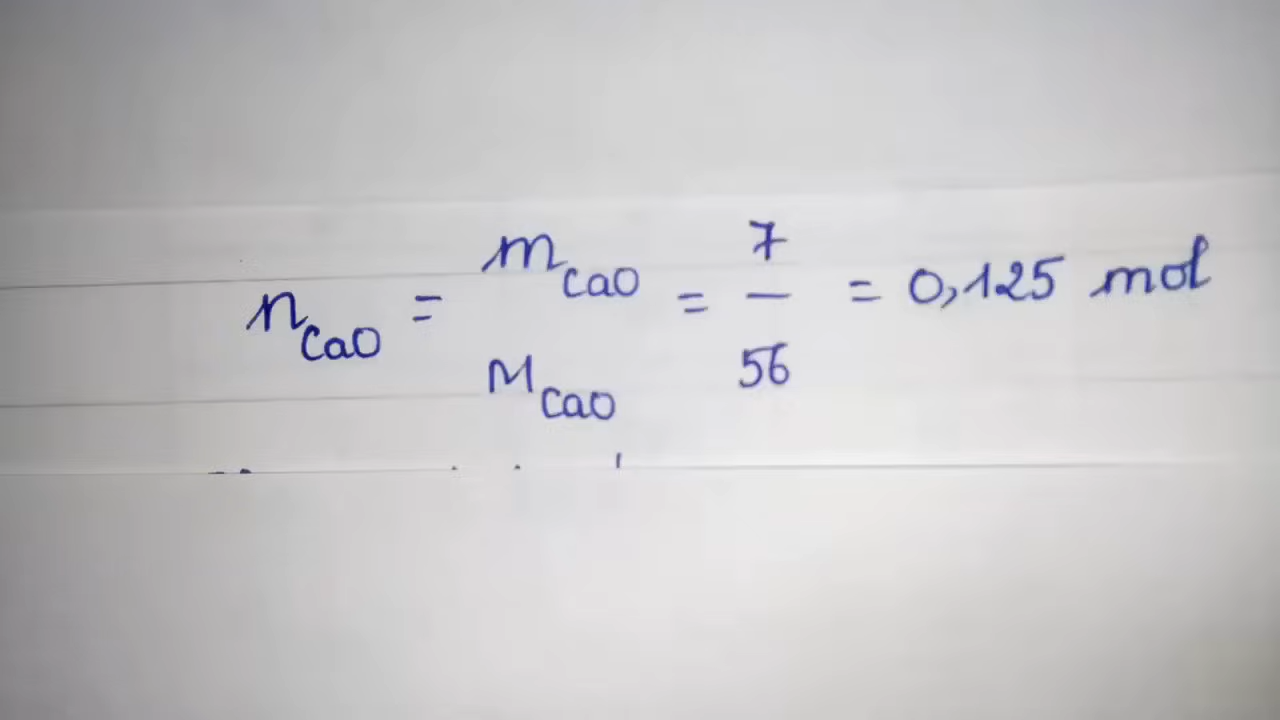 n_CaO = m_CaO / M_CaO = 7 / 56 = 0,125 mol